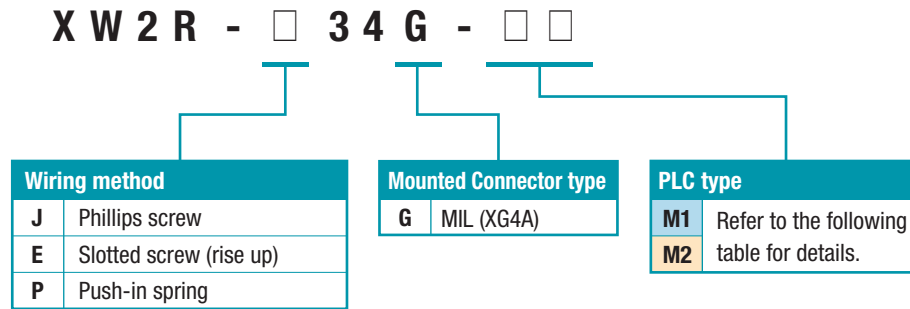 XW2R-□34G-□□
Wiring method
J Phillips screw
E Slotted screw (rise up)
P Push-in spring
Mounted Connector type
G MIL (XG4A)
PLC type
M1 Refer to the following
M2 table for details.